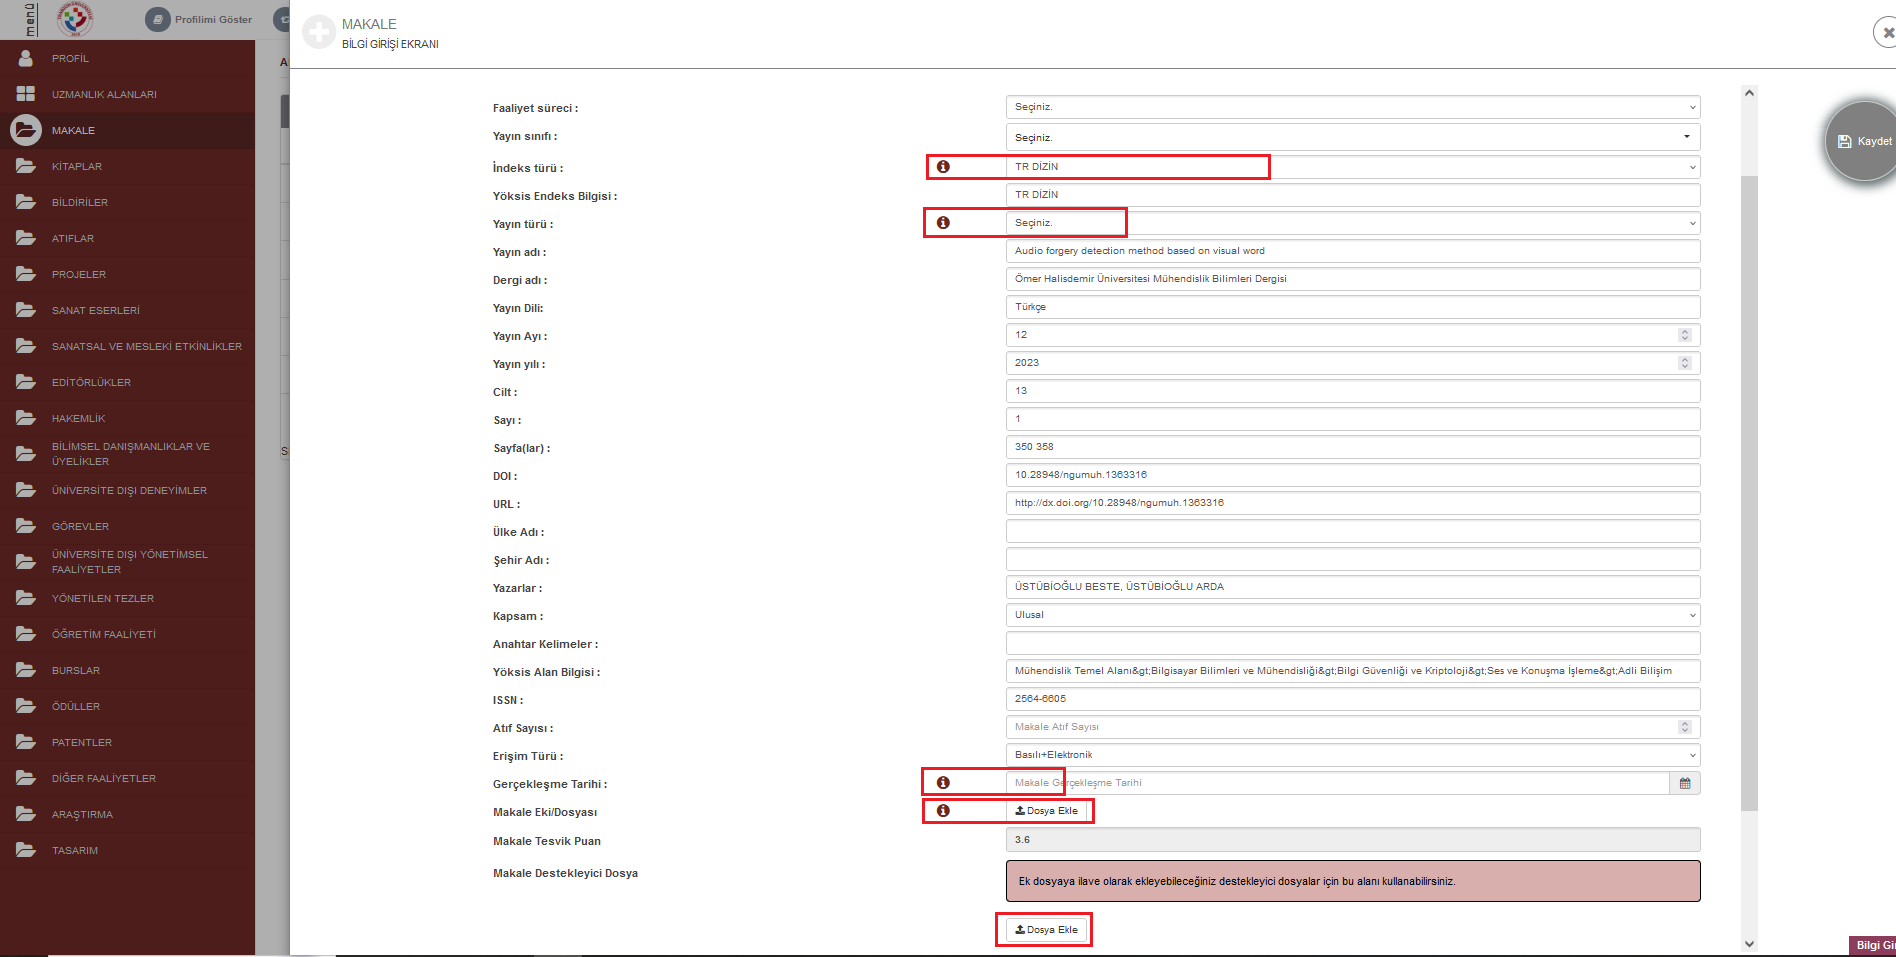 menü
Profilimi Göster
MAKALE
BİLGİ GİRİŞİ EKRANI
PROFİL
UZMANLIK ALANLARI
MAKALE
KİTAPLAR
BİLDİRİLER
ATIFLAR
PROJELER
SANAT ESERLERİ
SANATSAL VE MESLEKİ ETKİNLİKLER
EDİTÖRLÜKLER
HAKEMLİK
BİLİMSEL DANIŞMANLIKLAR VE
ÜYELİKLER
ÜNİVERSİTE DIŞI DENEYİMLER
GÖREVLER
ÜNİVERSİTE DIŞI YÖNETİMSEL
FAALİYETLER
YÖNETİLEN TEZLER
ÖĞRETİM FAALİYETİ
BURSLAR
ÖDÜLLER
PATENTLER
DİĞER FAALİYETLER
ARAŞTIRMA
TASARIM
Faaliyet süreci : Seçiniz.
Yayın sınıfı : Seçiniz.
İndeks türü : TR DİZİN
Yöksis Endeks Bilgisi : TR DİZİN
Yayın türü : Seçiniz.
Yayın adı : Audio forgery detection method based on visual word
Dergi adı : Ömer Halisdemir Üniversitesi Mühendislik Bilimleri Dergisi
Yayın Dili: Türkçe
Yayın Ayı : 12
Yayın yılı : 2023
Cilt : 13
Sayı : 1
Sayfa(lar) : 350 358
DOI : 10.28948/ngumuh.1363316
URL : http://dx.doi.org/10.28948/ngumuh.1363316
Ülke Adı :
Şehir Adı :
Yazarlar : ÜSTÜBİOĞLU BESTE, ÜSTÜBİOĞLU ARDA
Kapsam : Ulusal
Anahtar Kelimeler :
Yöksis Alan Bilgisi : Mühendislik Temel Alanı&gt;Bilgisayar Bilimleri ve Mühendisliği&gt;Bilgi Güvenliği ve Kriptoloji&gt;Ses ve Konuşma İşleme&gt;Adli Bilişim
ISSN : 2564-6605
Atıf Sayısı : Makale Atıf Sayısı
Erişim Türü : Basılı+Elektronik
Gerçekleşme Tarihi : Makale Gerçekleşme Tarihi
Makale Eki/Dosyası Dosya Ekle
Makale Tesvik Puan 3.6
Makale Destekleyici Dosya Ek dosyaya ilave olarak ekleyebileceğiniz destekleyici dosyalar için bu alanı kullanabilirsiniz.
Dosya Ekle
Kaydet
Bilgi Gi